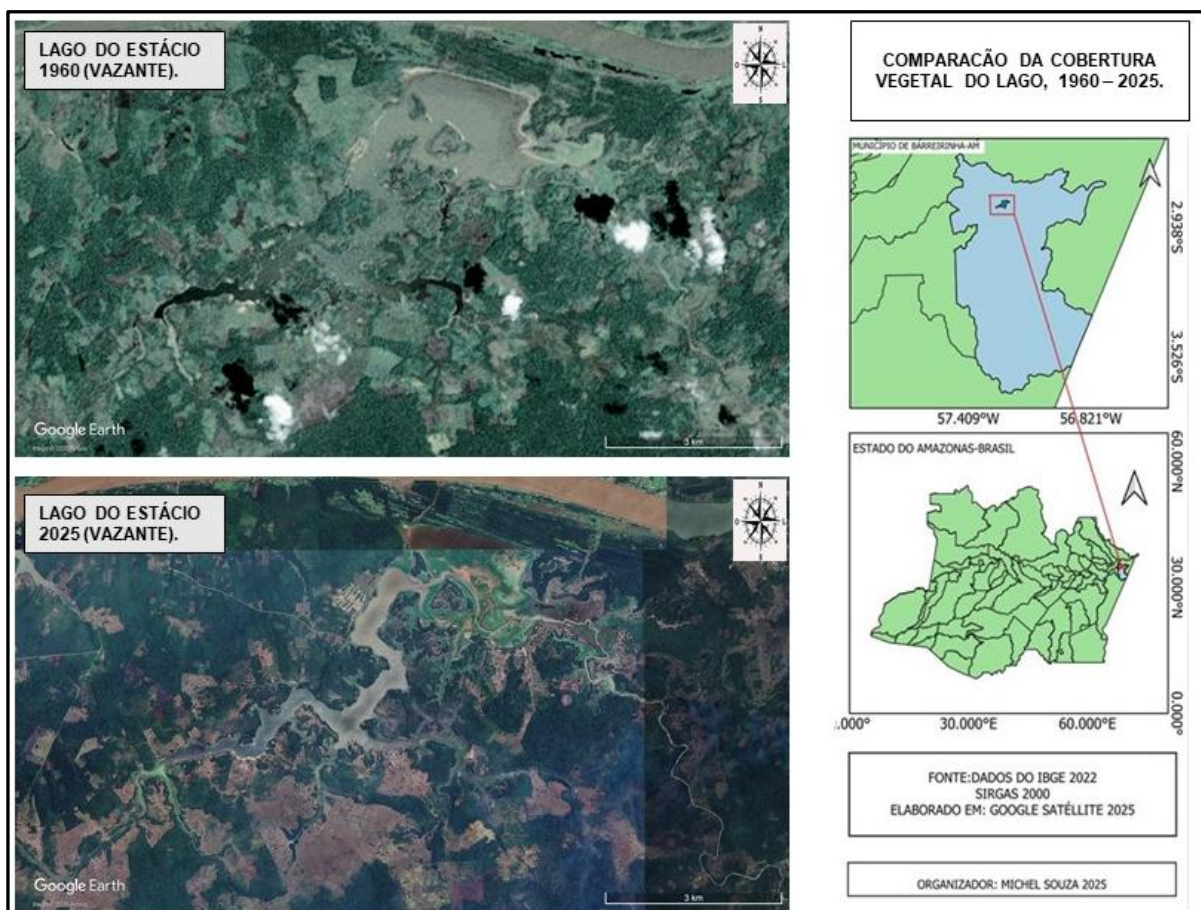 LAGO DO ESTÁCIO
1960 (VAZANTE).
N
O
L
S
Google Earth
3 km
LAGO DO ESTÁCIO
2025 (VAZANTE).
N
O
L
S
Google Earth
3 km
COMPARACÃO DA COBERTURA
VEGETAL DO LAGO, 1960 – 2025.
MUNICÍPIO DE BARREIRINHA-AM
2.938°S
3.526°S
57.409°W
56.821°W
ESTADO DO AMAZONAS-BRASIL
60.000°N
30.000°N
0.000°
.000°
30.000°E
60.000°E
FONTE:DADOS DO IBGE 2022
SIRGAS 2000
ELABORADO EM: GOOGLE SATÉLLITE 2025
ORGANIZADOR: MICHEL SOUZA 2025